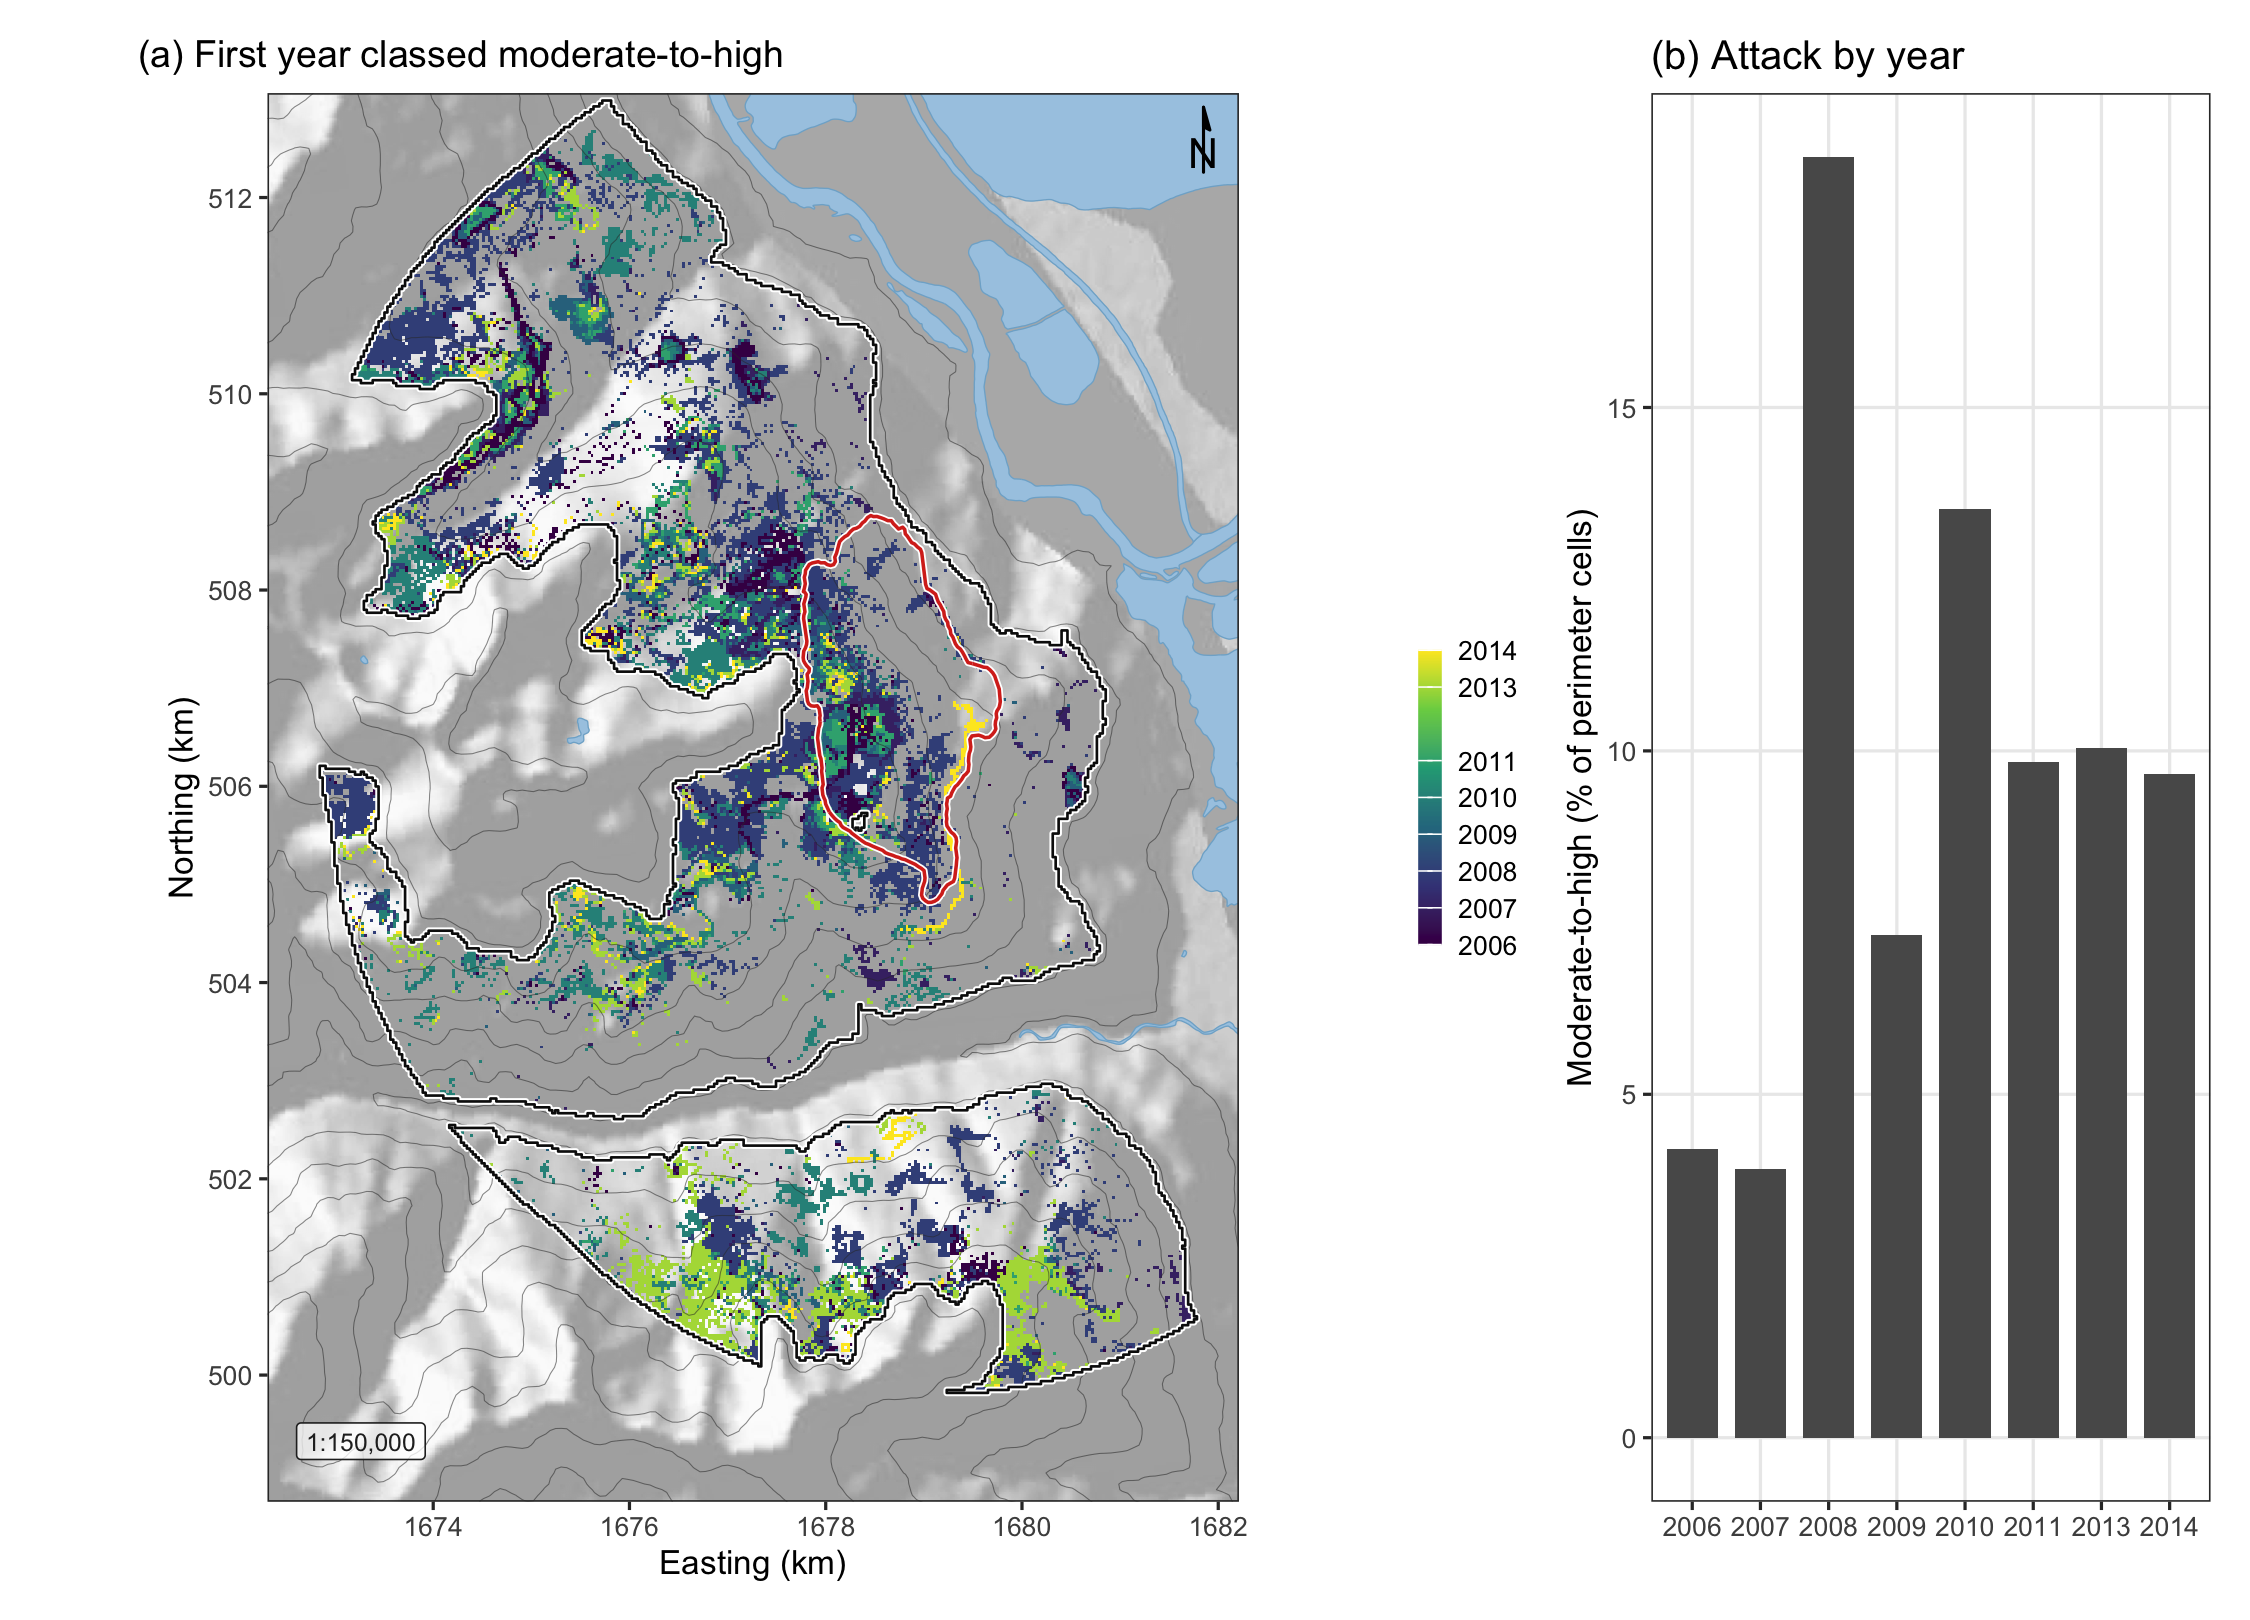 (a) First year classed moderate-to-high
N
512
510
508
506
504
502
500
Northing (km)
1:150,000
1674 1676 1678 1680 1682
Easting (km)
2014
2013
2011
2010
2009
2008
2007
2006
(b) Attack by year
Moderate-to-high (% of perimeter cells)
15
10
5
0
2006 2007 2008 2009 2010 2011 2013 2014